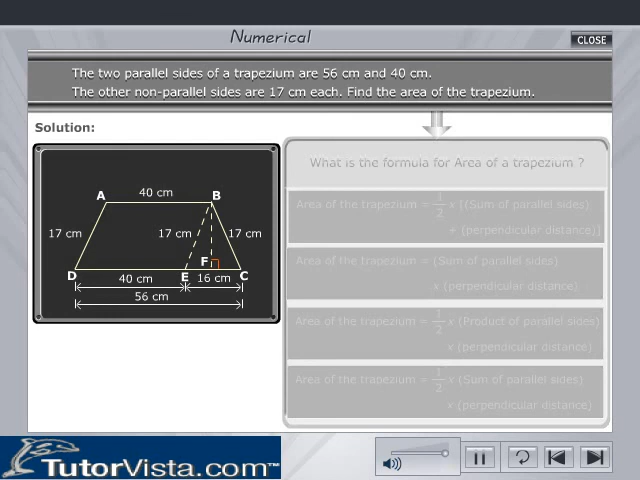 Numerical
CLOSE
The two parallel sides of a trapezium are 56 cm and 40 cm.
The other non-parallel sides are 17 cm each. Find the area of the trapezium.
Solution:
What is the formula for Area of a trapezium ?
A
40 cm
B
17 cm
17 cm
17 cm
D
E
F
C
40 cm
16 cm
56 cm
Area of the trapezium = 1/2 x [(Sum of parallel sides)
+ (perpendicular distance)]
Area of the trapezium = (Sum of parallel sides)
x (perpendicular distance)
Area of the trapezium = 1/2 x (Product of parallel sides)
x (perpendicular distance)
Area of the trapezium = 1/2 x (Sum of parallel sides)
x (perpendicular distance)
TutorVista.com™